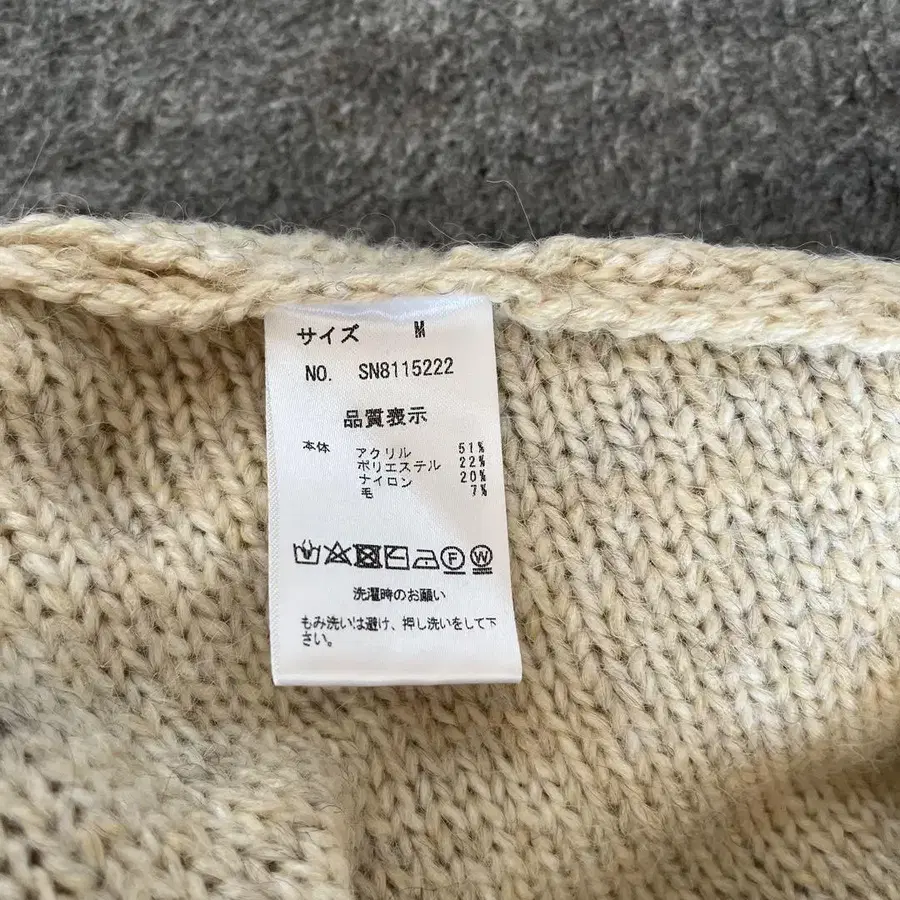 サイズ M
NO. SN8115222
品質表示
本体 アクリル 51%
ポリエステル 22%
ナイロン 20%
毛 7%
F W
洗濯時のお願い
もみ洗いは避け、押し洗いをして下
さい。